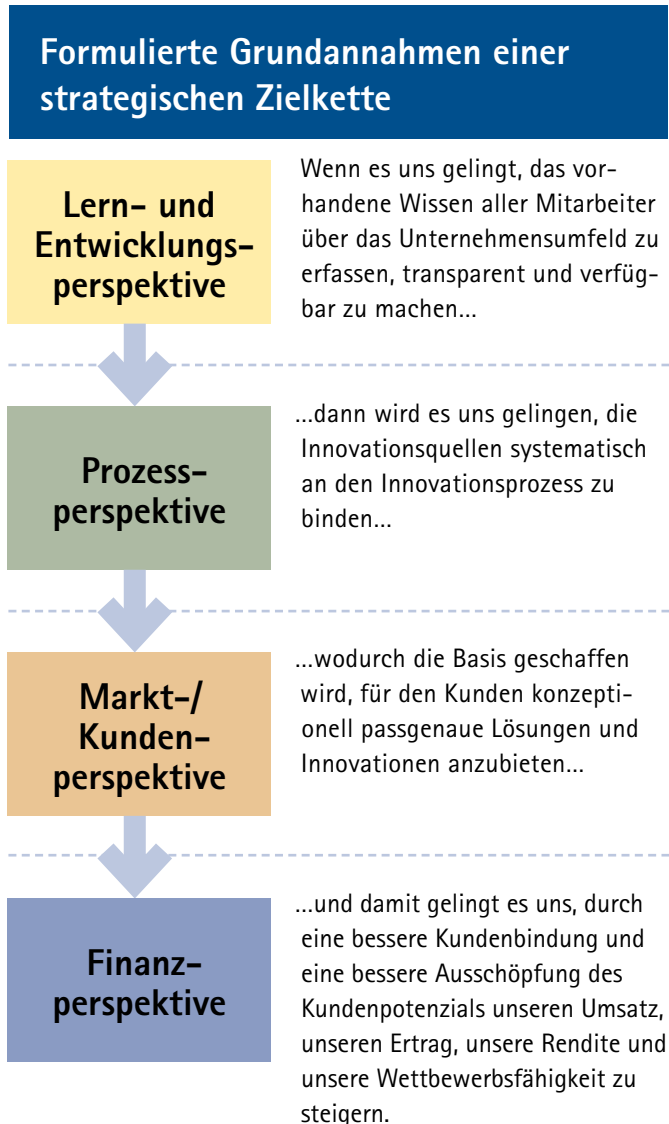 Formulierte Grundannahmen einer
strategischen Zielkette
Lern- und
Entwicklungs-
perspektive
Wenn es uns gelingt, das vor-
handene Wissen aller Mitarbeiter
über das Unternehmensumfeld zu
erfassen, transparent und verfüg-
bar zu machen...
Prozess-
perspektive
...dann wird es uns gelingen, die
Innovationsquellen systematisch
an den Innovationsprozess zu
binden...
Markt-/
Kunden-
perspektive
...wodurch die Basis geschaffen
wird, für den Kunden konzepti-
onell passgenaue Lösungen und
Innovationen anzubieten...
Finanz-
perspektive
...und damit gelingt es uns, durch
eine bessere Kundenbindung und
eine bessere Ausschöpfung des
Kundenpotenzials unseren Umsatz,
unseren Ertrag, unsere Rendite und
unsere Wettbewerbsfähigkeit zu
steigern.